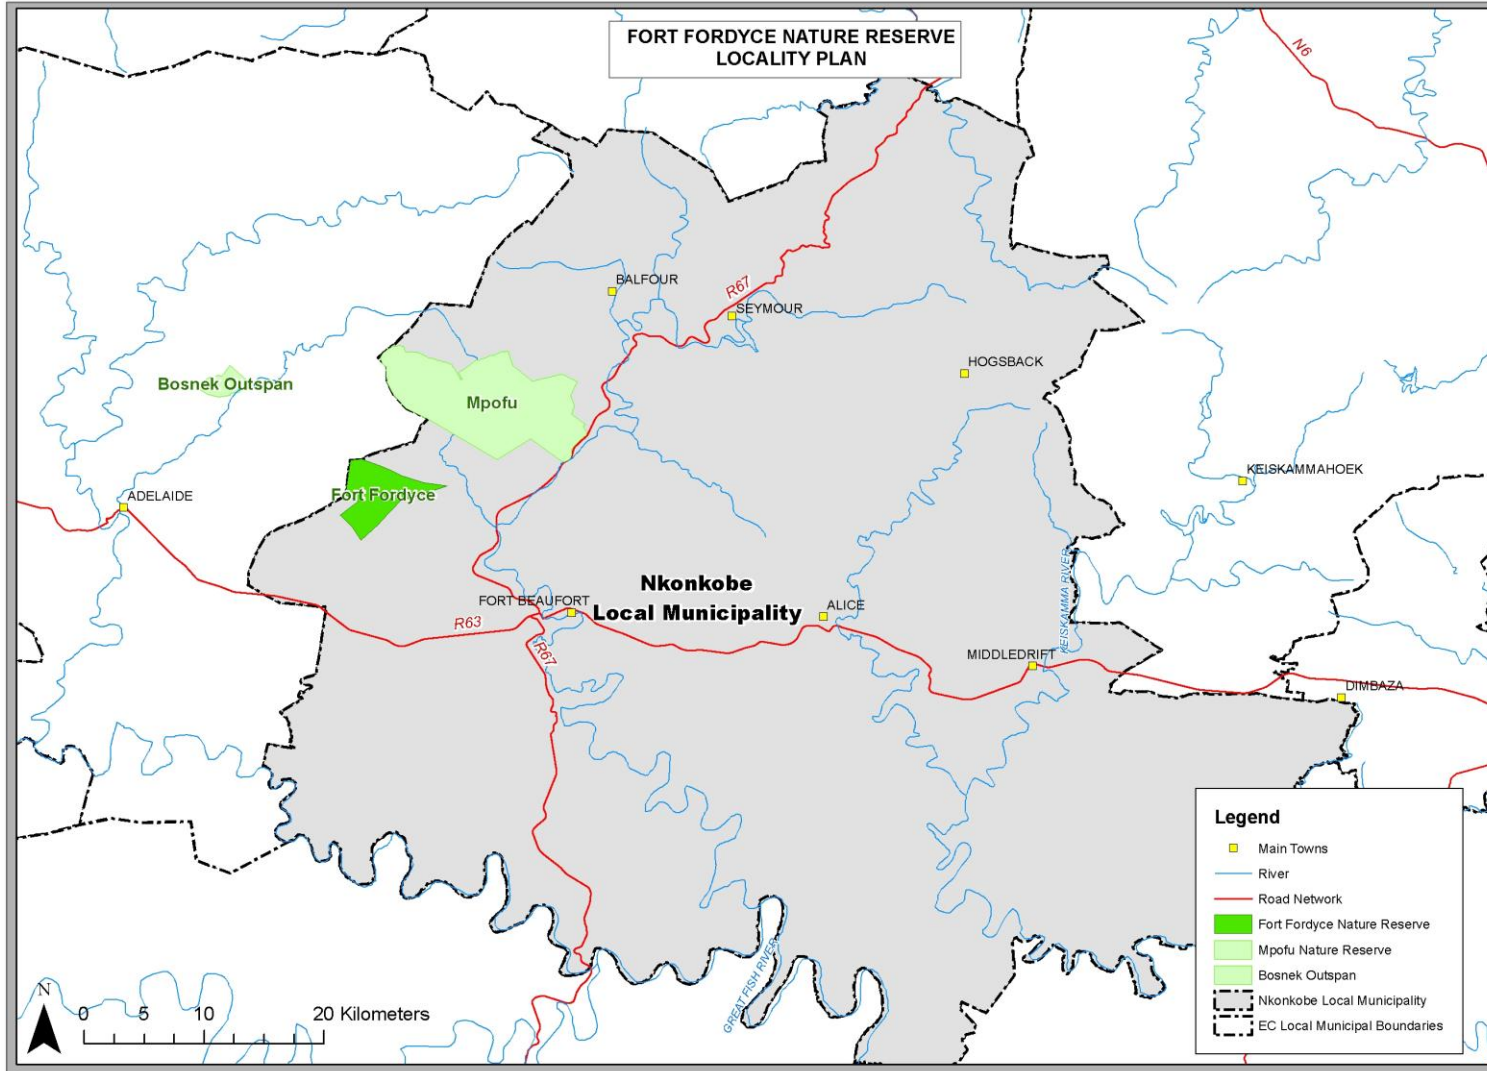 FORT FORDYCE NATURE RESERVE
LOCALITY PLAN
N6
BALFOUR
R67
SEYMOUR
HOGSBACK
Bosnek Outspan
Mpofu
KEISKAMMAHOEK
ADELAIDE
Fort Fordyce
KEISKAMMA RIVER
Nkonkobe
Local Municipality
FORT BEAUFORT
ALICE
R63
R67
MIDDLEDRIFT
DIMBAZA
GREAT FISH RIVER
Legend
Main Towns
River
Road Network
Fort Fordyce Nature Reserve
Mpofu Nature Reserve
Bosnek Outspan
Nkonkobe Local Municipality
EC Local Municipal Boundaries
N
0 5 10 20 Kilometers